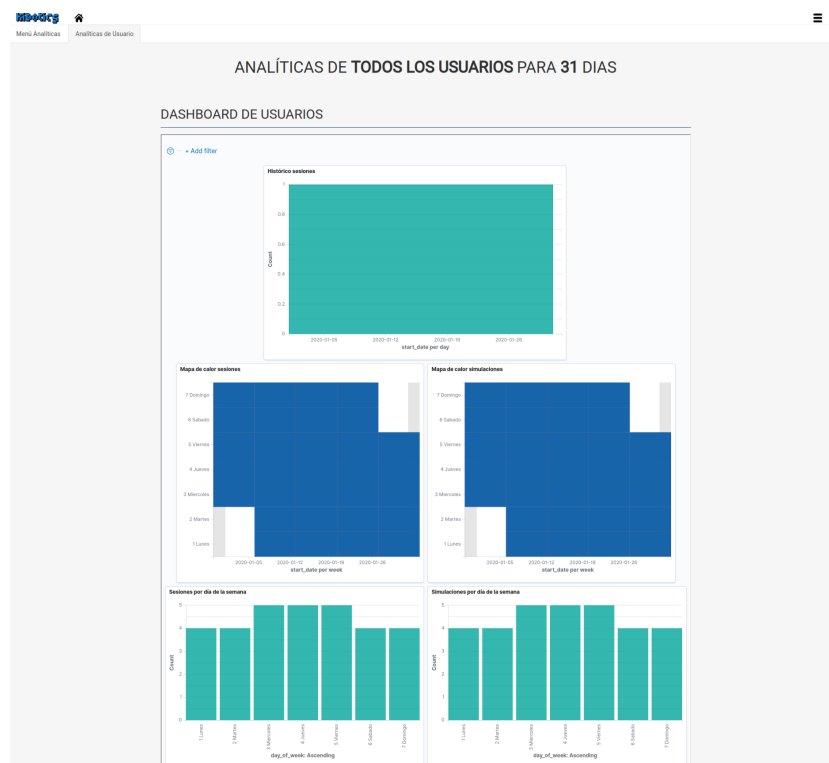 RiBotics
Menú Analíticas Analíticas de Usuario
ANALÍTICAS DE TODOS LOS USUARIOS PARA 31 DIAS
DASHBOARD DE USUARIOS
+ Add filter
Histórico sesiones
1
0.8
0.6
0.4
0.2
0
Count
2020-01-05 2020-01-12 2020-01-19 2020-01-26
start_date per day
Mapa de calor sesiones
7 Domingo
6 Sabado
5 Viernes
4 Jueves
3 Miercoles
2 Martes
1 Lunes
2020-01-05 2020-01-12 2020-01-19 2020-01-26
start_date per week
Mapa de calor simulaciones
7 Domingo
6 Sabado
5 Viernes
4 Jueves
3 Miercoles
2 Martes
1 Lunes
2020-01-05 2020-01-12 2020-01-19 2020-01-26
start_date per week
Sesiones por día de la semana
5
4
3
2
1
0
Count
1 Lunes 2 Martes 3 Miercoles 4 Jueves 5 Viernes 6 Sabado 7 Domingo
day_of_week: Ascending
Simulaciones por día de la semana
5
4
3
2
1
0
Count
1 Lunes 2 Martes 3 Miercoles 4 Jueves 5 Viernes 6 Sabado 7 Domingo
day_of_week: Ascending